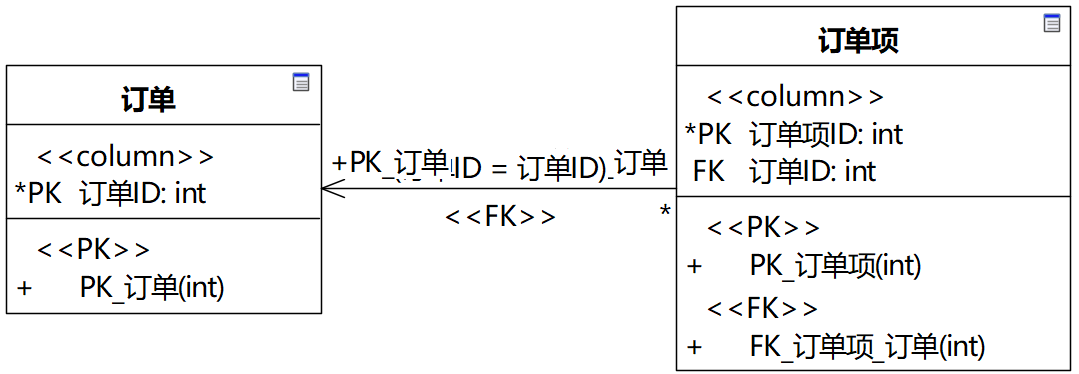 订单
<<column>>
*PK 订单ID: int
<<PK>>
+ PK_订单(int)
+PK_订单
ID = 订单ID)
_订单
<<FK>>
*
订单项
<<column>>
*PK 订单项ID: int
FK 订单ID: int
<<PK>>
+ PK_订单项(int)
<<FK>>
+ FK_订单项_订单(int)